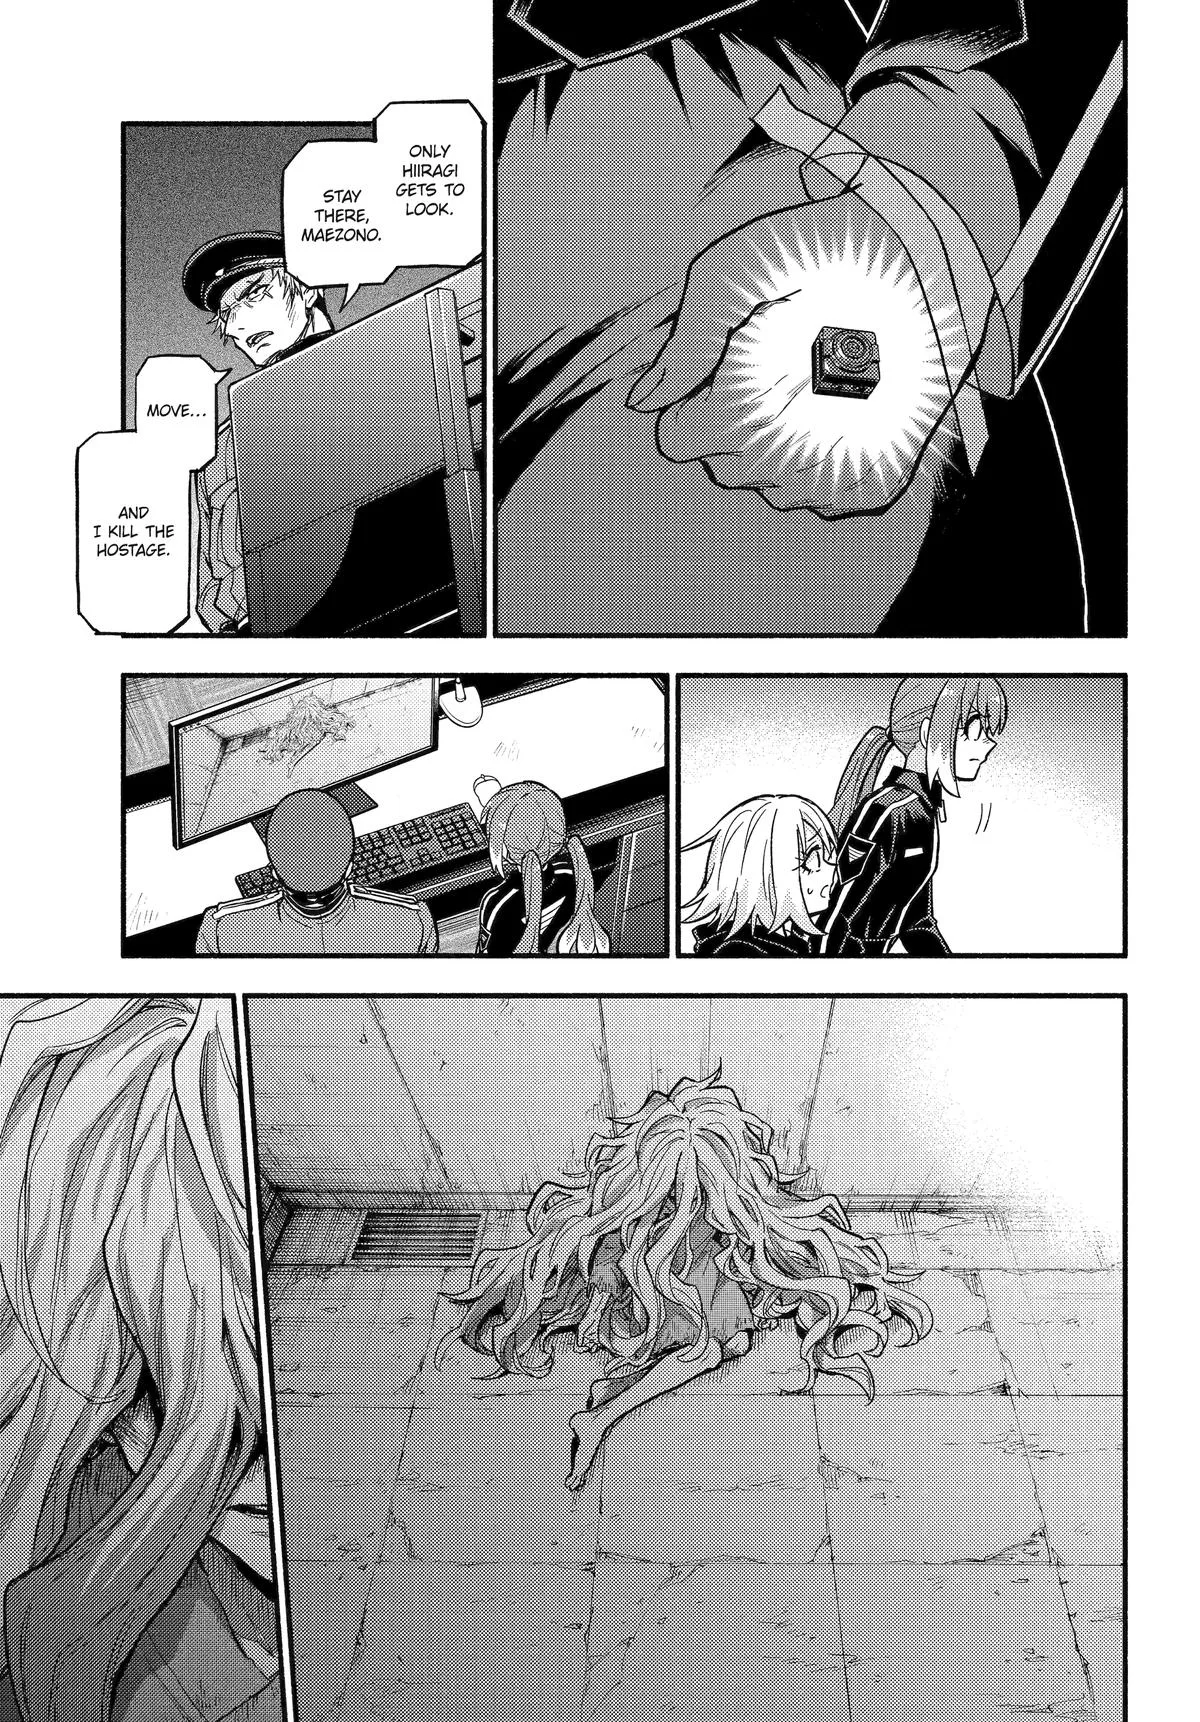 ONLY
HIIRAGI
GETS TO
LOOK.
STAY
THERE,
MAEZONO.
MOVE...
AND
I KILL THE
HOSTAGE.